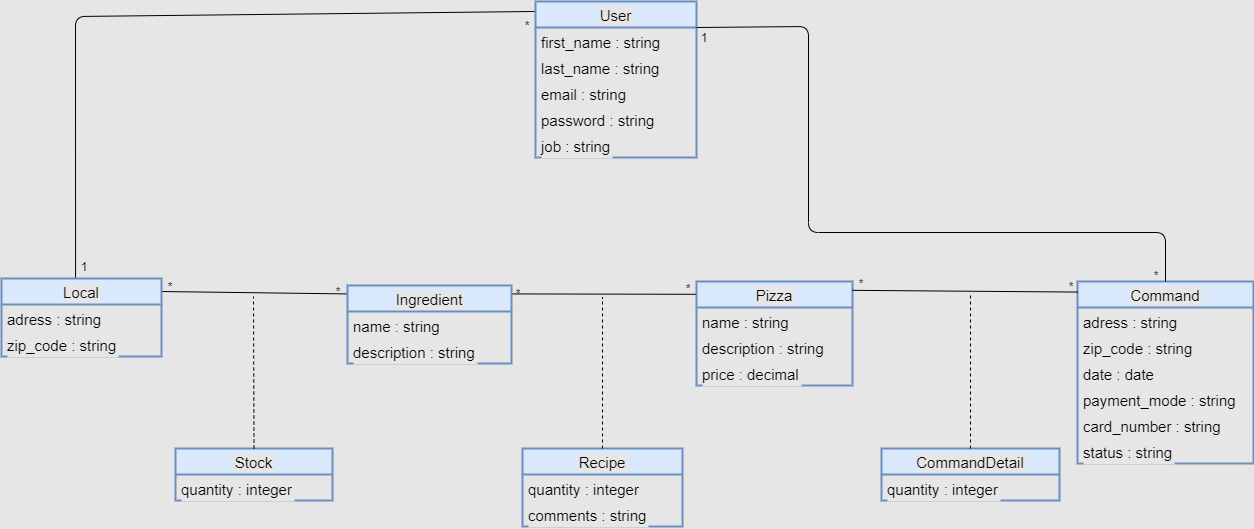 User
*
first_name : string
1
last_name : string
email : string
password : string
job : string
1
*
Local
*
*
Ingredient
*
*
Pizza
*
*
Command
adress : string
zip_code : string
name : string
description : string
name : string
description : string
price : decimal
adress : string
zip_code : string
date : date
payment_mode : string
card_number : string
status : string
Stock
quantity : integer
Recipe
quantity : integer
comments : string
CommandDetail
quantity : integer